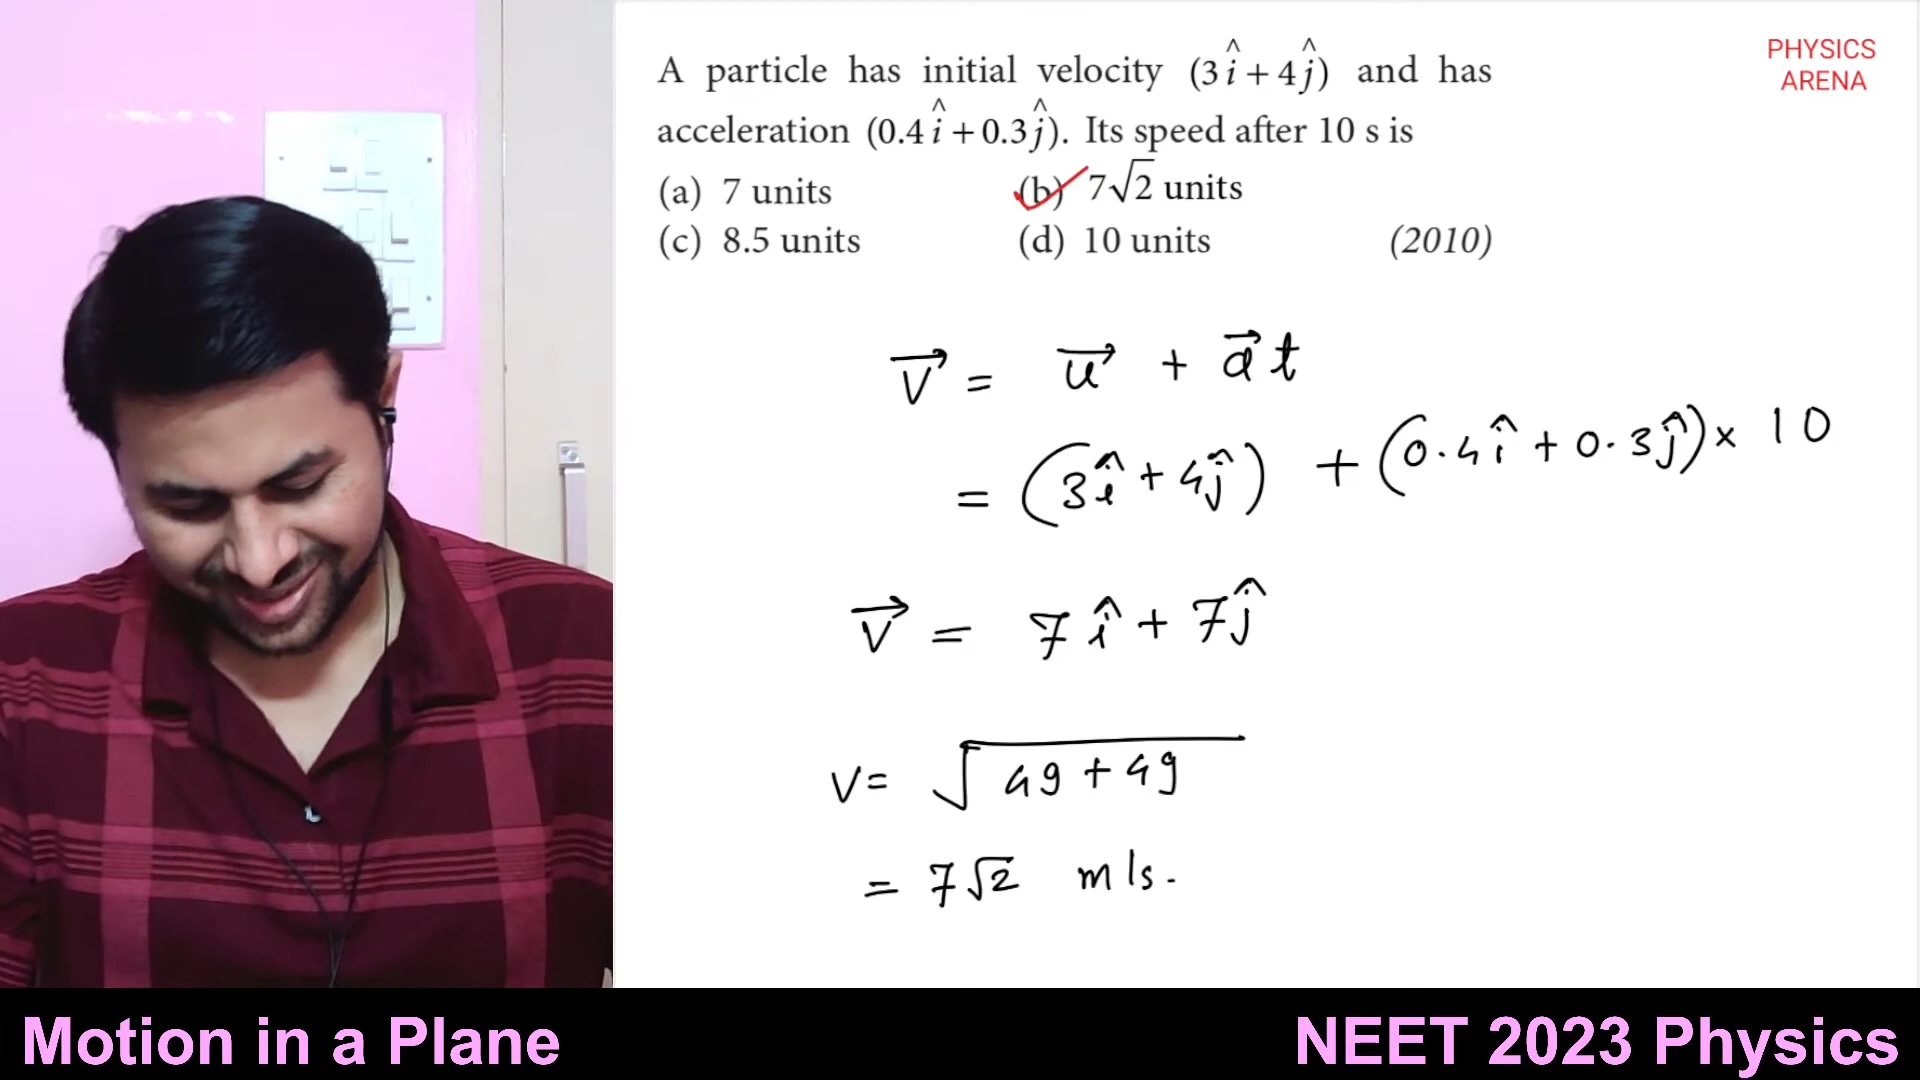 A particle has initial velocity (3î + 4ĵ) and has
acceleration (0.4î + 0.3ĵ). Its speed after 10 s is
(a) 7 units (b) 7√2 units
(c) 8.5 units (d) 10 units (2010)
PHYSICS
ARENA
v⃗ = u⃗ + a⃗ t
= (3î + 4ĵ) + (0.4î + 0.3ĵ) × 10
v⃗ = 7î + 7ĵ
v = √49 + 49
= 7√2 m/s.
Motion in a Plane
NEET 2023 Physics